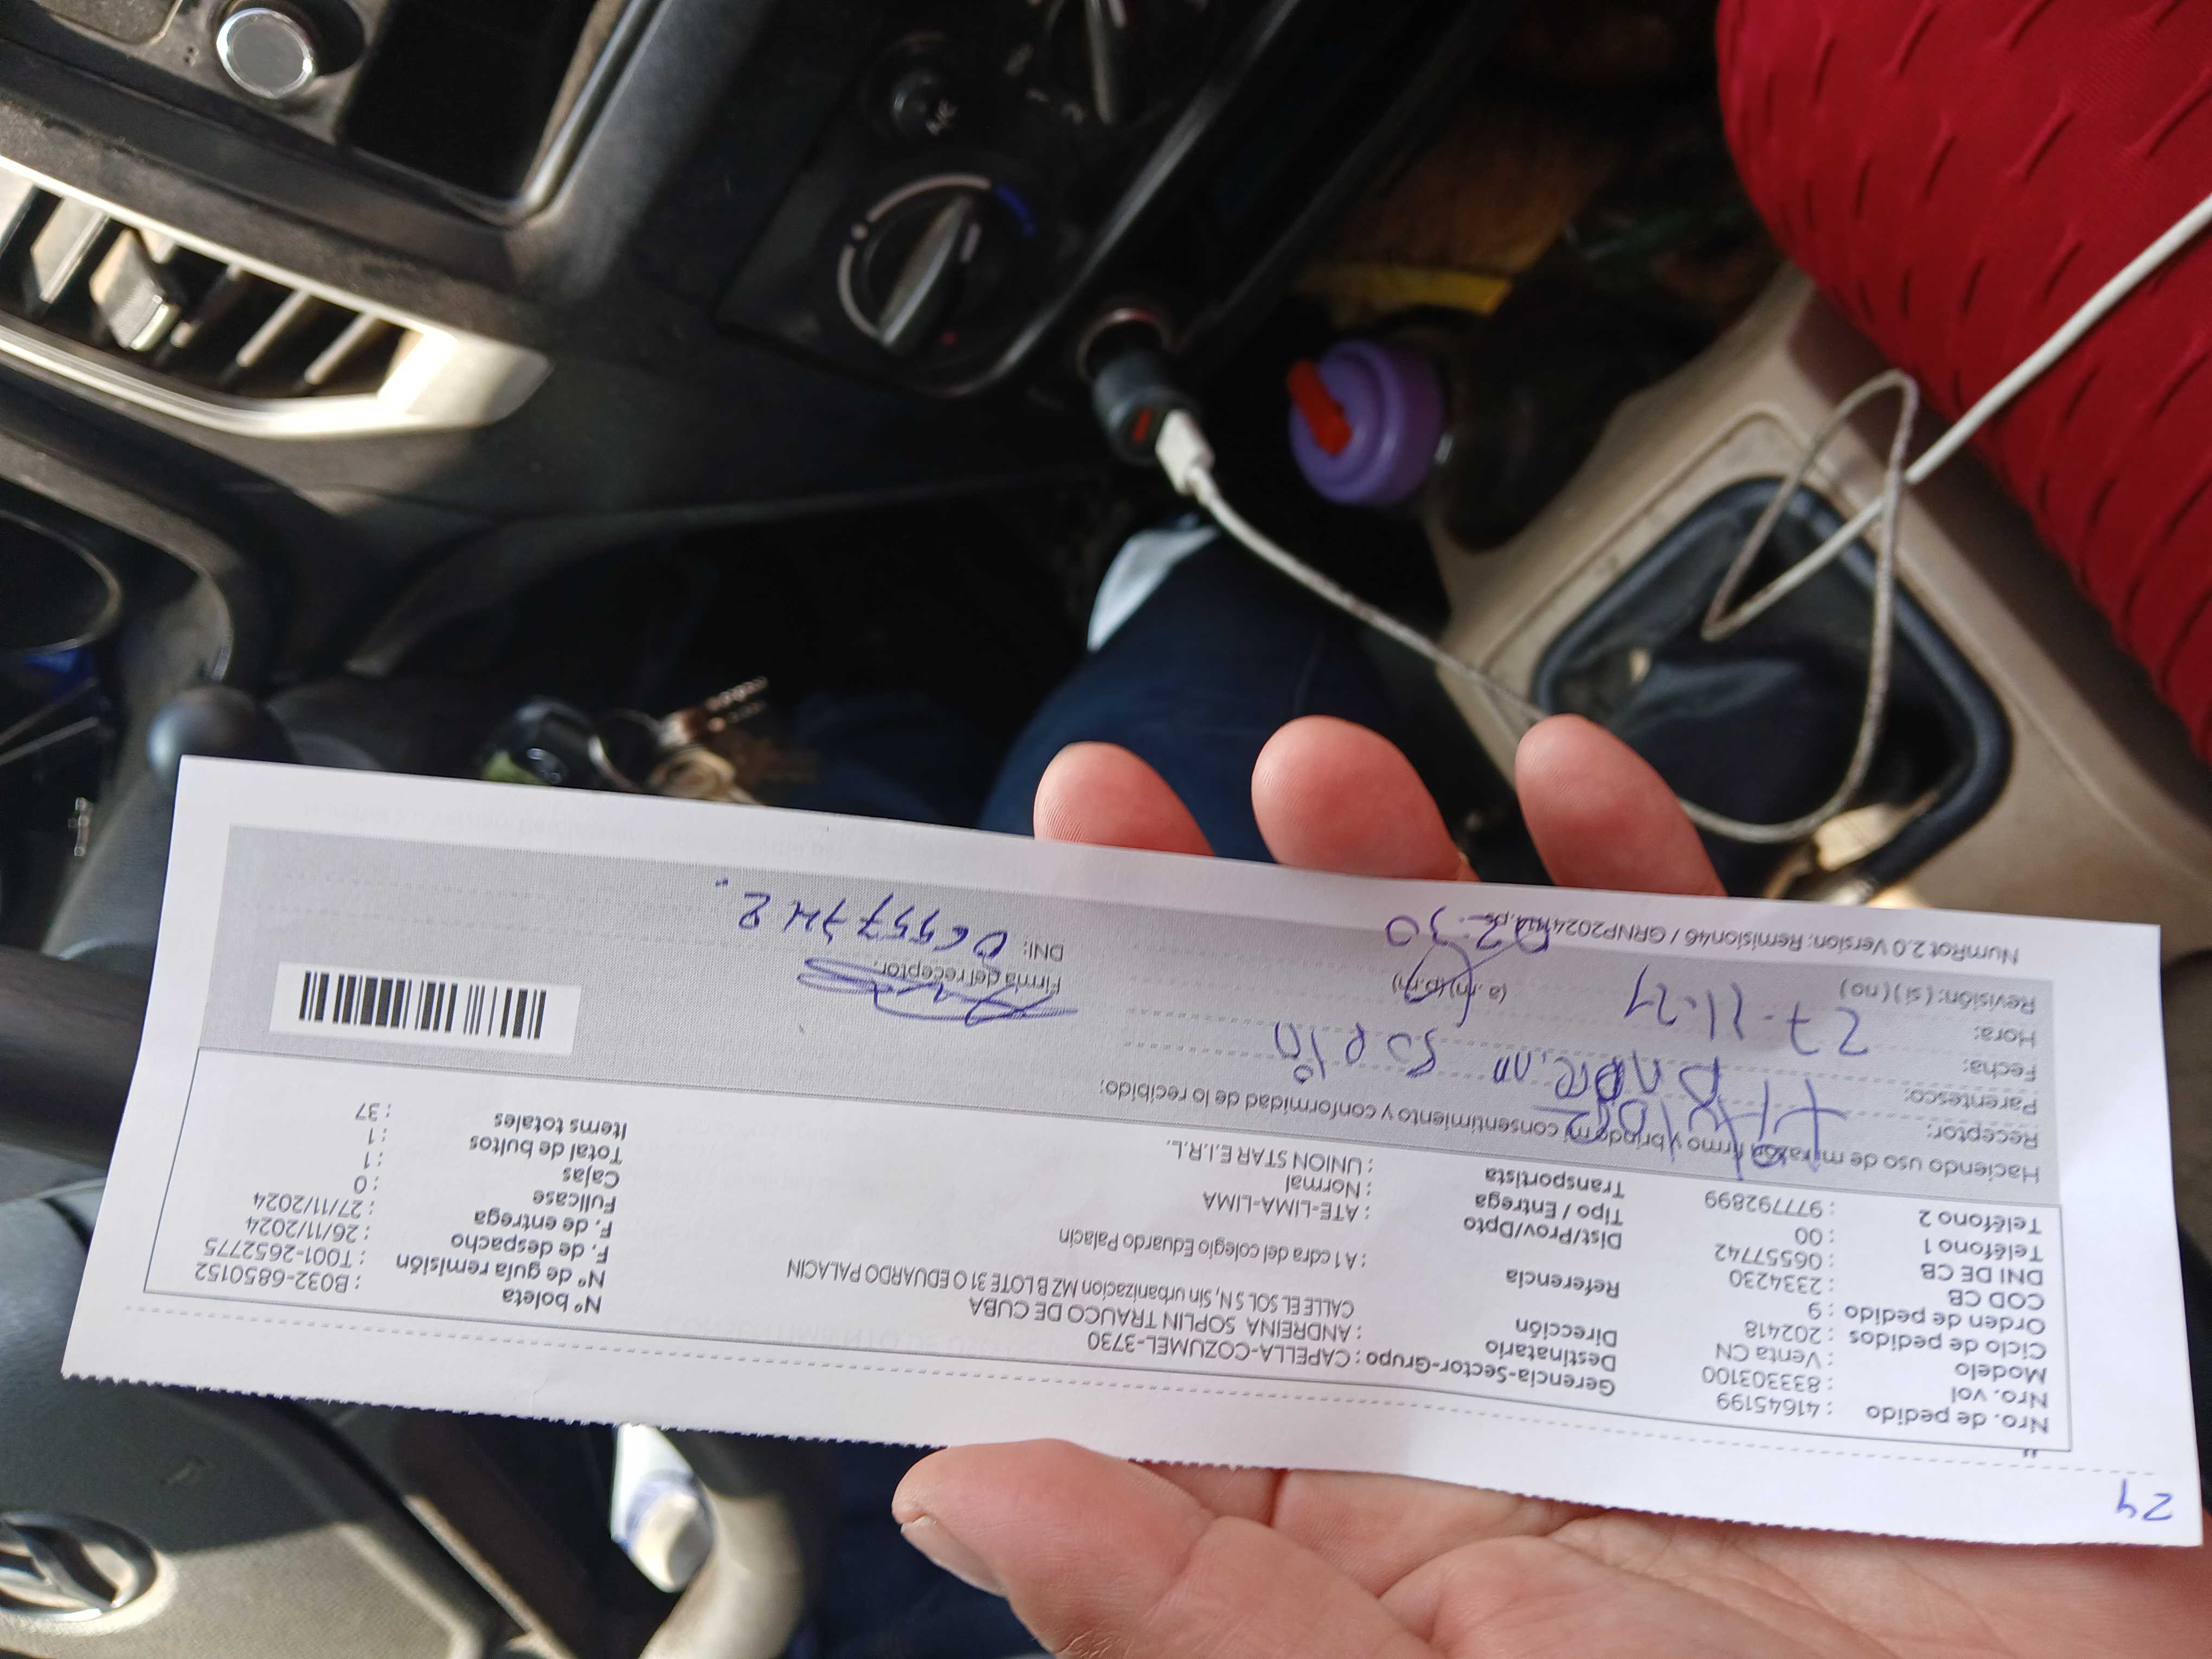 24
"
Nro. de pedido : 41645199
Nro. vol : 833303100
Modelo : Venta CN
Ciclo de pedidos : 202418
Orden de pedido : 9
COD CB : 2334230
DNI DE CB : 06557742
Teléfono 1 : 00
Teléfono 2 : 977792899
Gerencia-Sector-Grupo : CAPELLA-COZUMEL-3730
Destinatario : ANDREINA SOPLIN TRAUCO DE CUBA
Dirección CALLE EL SOL S N, Sin urbanizacion MZ B LOTE 31 O EDUARDO PALACIN
Referencia : A 1 cdra del colegio Eduardo Palacin
Dist/Prov/Dpto : ATE-LIMA-LIMA
Tipo / Entrega : Normal
Transportista : UNION STAR E.I.R.L.
Nº boleta : B032-6850152
Nº de guía remisión : T001-2652775
F. de despacho : 26/11/2024
F. de entrega : 27/11/2024
Fullcase : 0
Cajas : 1
Total de bultos : 1
Items totales : 37
Haciendo uso de mi razón firmo y brindo mi consentimiento y conformidad de lo recibido:
Receptor:
Parentesco:
Fecha: 27-11-24
Hora: (a.m) (p.m)
Revisión: ( si ) ( no ) 02:30
Firma del receptor:
DNI: 06557742
NumRot 2.0 Version: Remision46 /